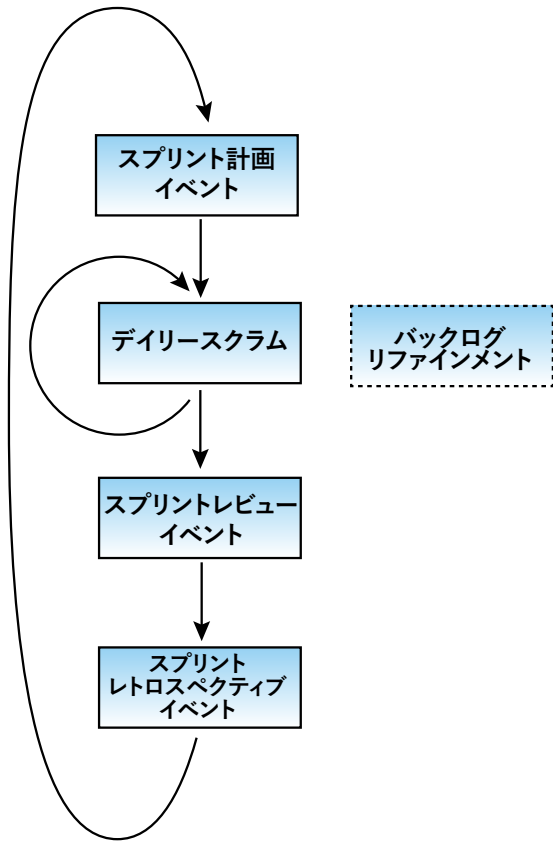 スプリント計画
イベント
デイリースクラム
バックログ
リファインメント
スプリントレビュー
イベント
スプリント
レトロスペクティブ
イベント